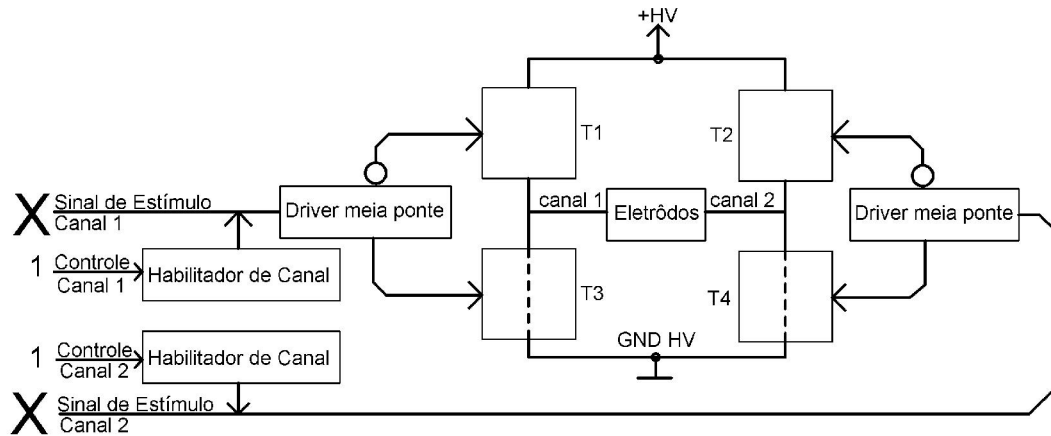 +HV
T1
T2
X Sinal de Estímulo
Canal 1
Driver meia ponte
canal 1
Eletrôdos
canal 2
Driver meia ponte
1 Controle
Canal 1
Habilitador de Canal
T3
T4
1 Controle
Canal 2
Habilitador de Canal
GND HV
X Sinal de Estímulo
Canal 2